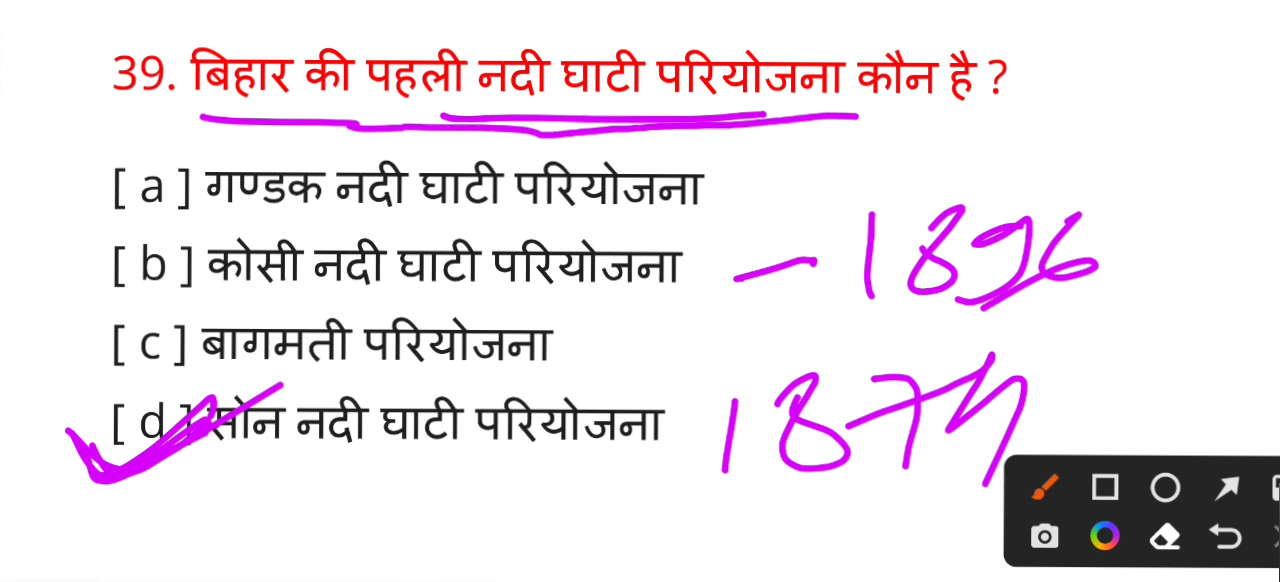 39. बिहार की पहली नदी घाटी परियोजना कौन है ?
[ a ] गण्डक नदी घाटी परियोजना
[ b ] कोसी नदी घाटी परियोजना – 1896
[ c ] बागमती परियोजना
[ d ] सोन नदी घाटी परियोजना 1874